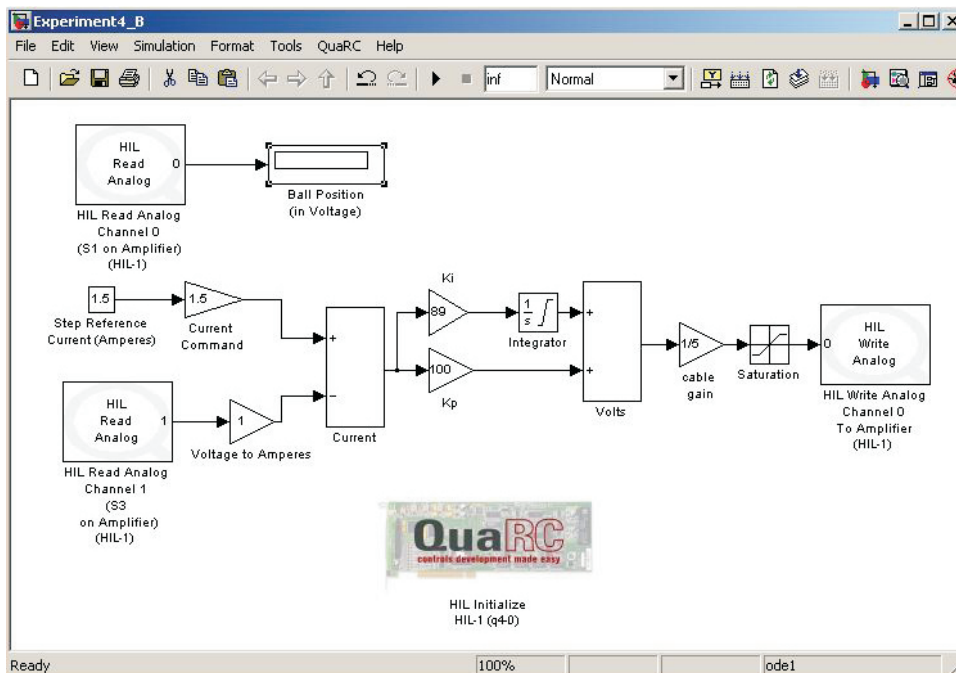 Experiment4_B
File Edit View Simulation Format Tools QuaRC Help
inf Normal
HIL
Read
Analog
0
HIL Read Analog
Channel 0
(S1 on Amplifier)
(HIL-1)
Ball Position
(in Voltage)
1.5
Step Reference
Current (Amperes)
1.5
Current
Command
HIL
Read
Analog
1
HIL Read Analog
Channel 1
(S3
on Amplifier)
(HIL-1)
1
Voltage to Amperes
+
−
Current
Ki
89
100
Kp
1
s
Integrator
+
+
Volts
1/5
cable
gain
Saturation
0
HIL
Write
Analog
HIL Write Analog
Channel 0
To Amplifier
(HIL-1)
QuaRC
controls development made easy
HIL Initialize
HIL-1 (q4-0)
Ready 100% ode1